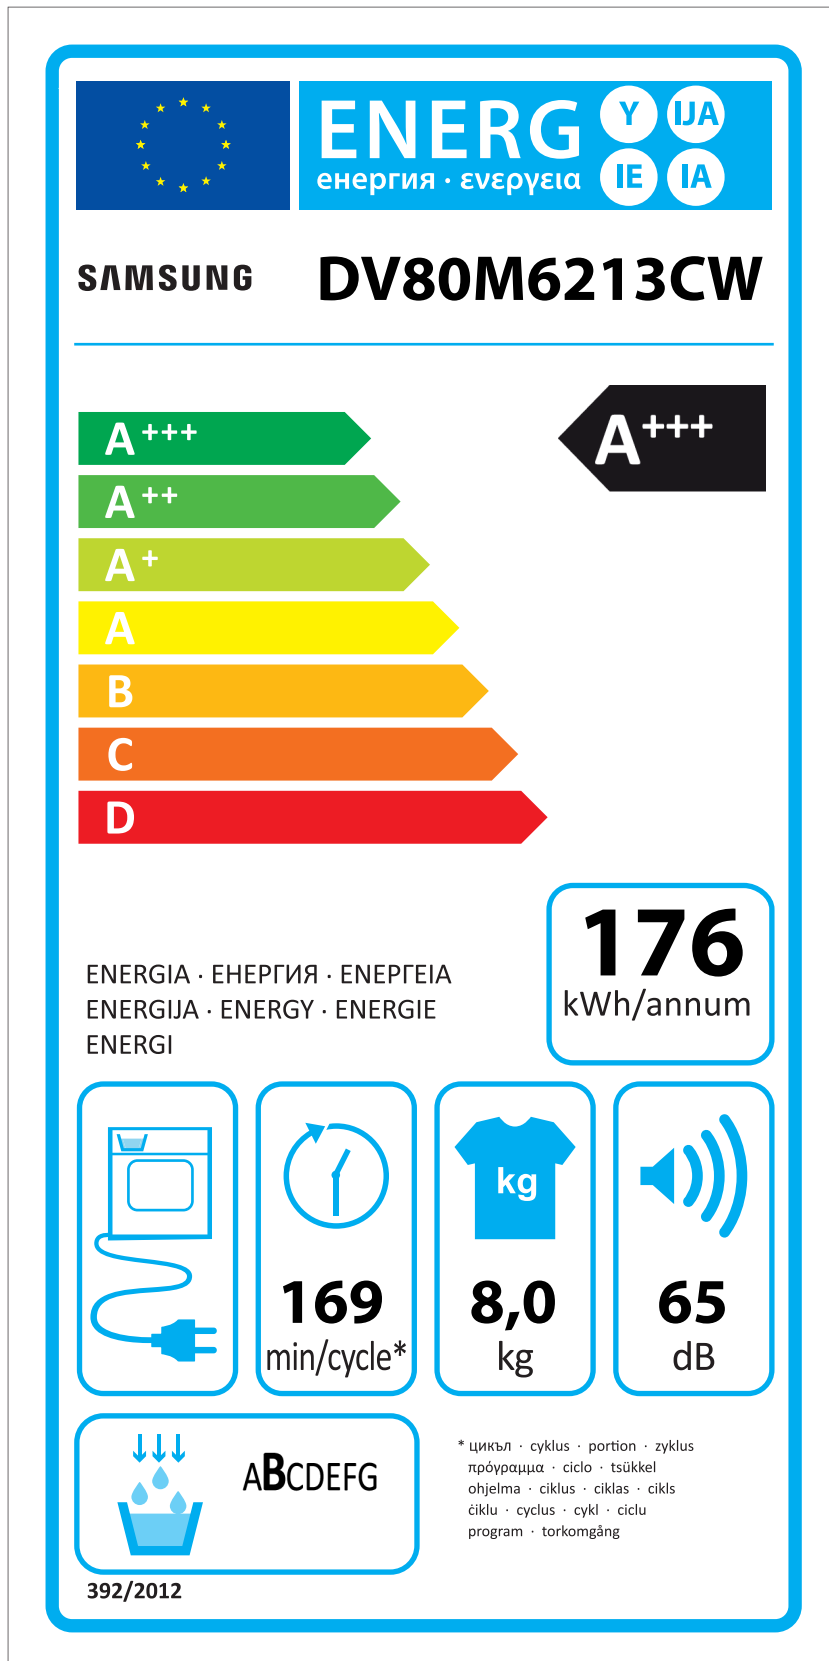 ENERG Y IJA
енергия · ενεργεια IE IA
SAMSUNG DV80M6213CW
A+++ A+++
A++
A+
A
B
C
D
176
kWh/annum
ENERGIA · ЕНЕРГИЯ · ΕΝΕΡΓΕΙΑ
ENERGIJA · ENERGY · ENERGIE
ENERGI
kg
169 8,0 65
min/cycle* kg dB
ABCDEFG
* цикъл · cyklus · portion · zyklus
πρόγραμμα · ciclo · tsükkel
ohjelma · ciklus · ciklas · cikls
ċiklu · cyclus · cykl · ciclu
program · torkomgång
392/2012